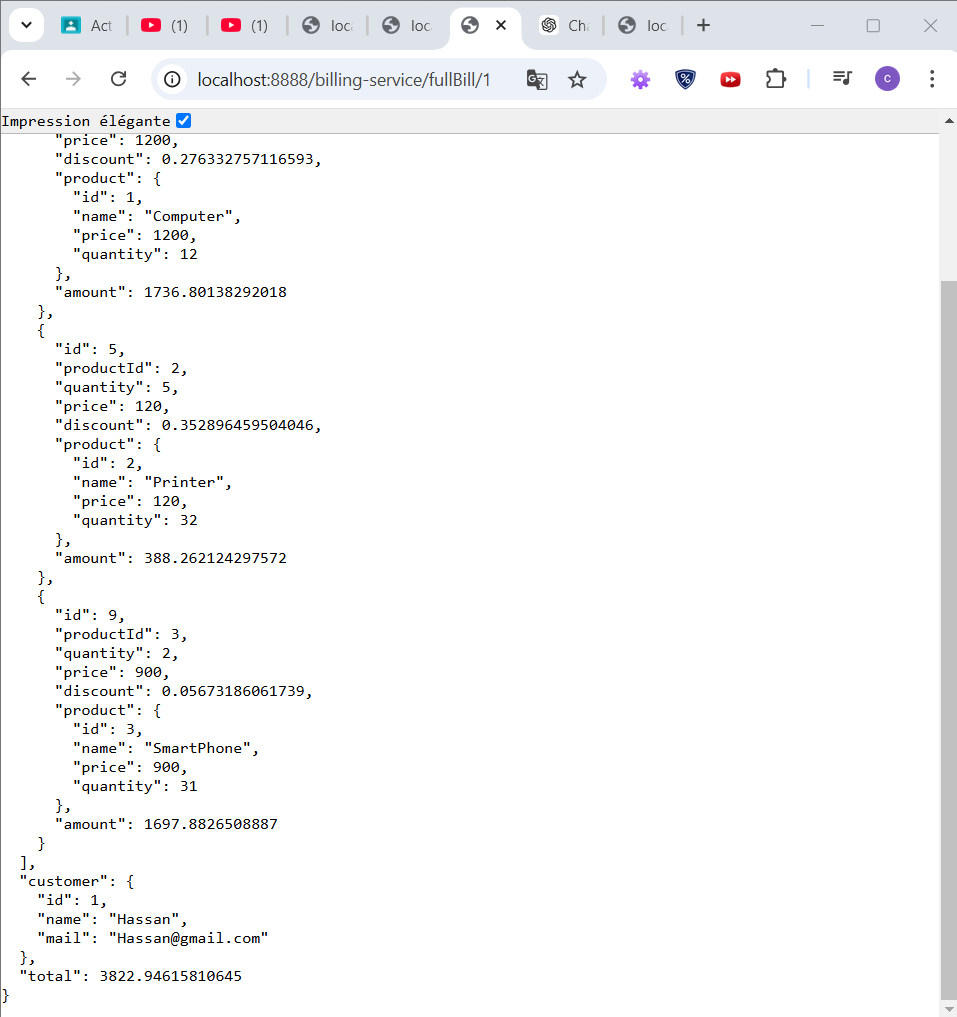 Act
(1)
(1)
loca
loc
Cha
loc
localhost:8888/billing-service/fullBill/1
c
Impression élégante
"price": 1200,
"discount": 0.276332757116593,
"product": {
"id": 1,
"name": "Computer",
"price": 1200,
"quantity": 12
},
"amount": 1736.80138292018
},
{
"id": 5,
"productId": 2,
"quantity": 5,
"price": 120,
"discount": 0.352896459504046,
"product": {
"id": 2,
"name": "Printer",
"price": 120,
"quantity": 32
},
"amount": 388.262124297572
},
{
"id": 9,
"productId": 3,
"quantity": 2,
"price": 900,
"discount": 0.05673186061739,
"product": {
"id": 3,
"name": "SmartPhone",
"price": 900,
"quantity": 31
},
"amount": 1697.8826508887
}
],
"customer": {
"id": 1,
"name": "Hassan",
"mail": "Hassan@gmail.com"
},
"total": 3822.94615810645
}